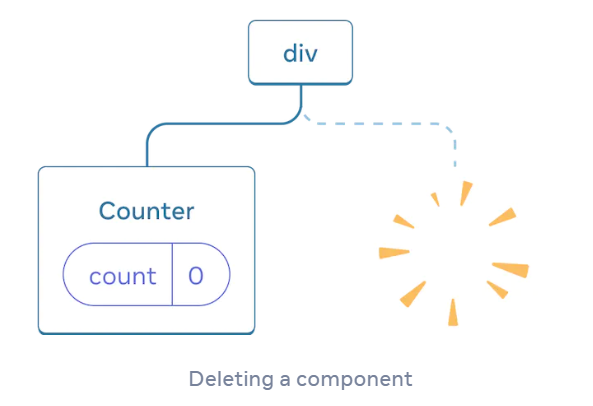 div
Counter
count 0
Deleting a component